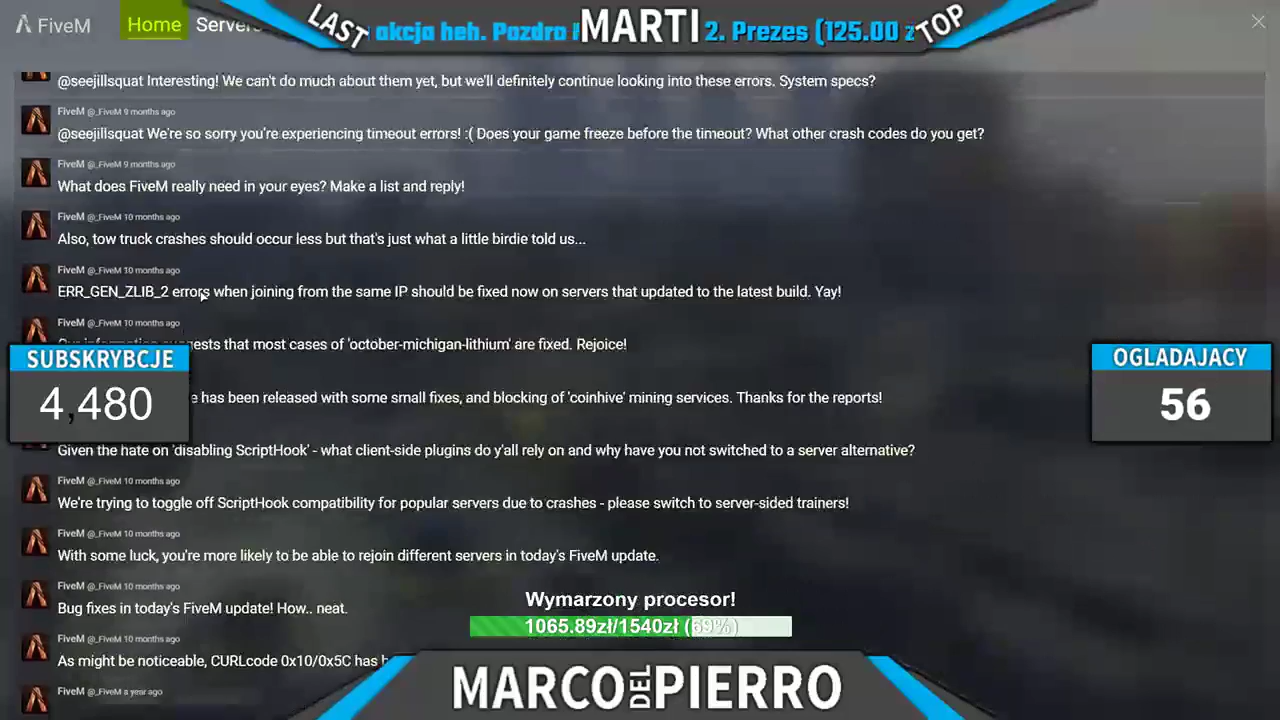 FiveM
Home
LAST
akcja heh. Pozdro
MARTI
2. Prezes (125.00 z
TOP
@seejillsquat Interesting! We can't do much about them yet, but we'll definitely continue looking into these errors. System specs?
FiveM @_FiveM 9 months ago
@seejillsquat We're so sorry you're experiencing timeout errors! :( Does your game freeze before the timeout? What other crash codes do you get?
FiveM @_FiveM 9 months ago
What does FiveM really need in your eyes? Make a list and reply!
FiveM @_FiveM 10 months ago
Also, tow truck crashes should occur less but that's just what a little birdie told us...
FiveM @_FiveM 10 months ago
ERR_GEN_ZLIB_2 errors when joining from the same IP should be fixed now on servers that updated to the latest build. Yay!
FiveM @_FiveM 10 months ago
that most cases of 'october-michigan-lithium' are fixed. Rejoice!
SUBSKRYBCJE
4,480
has been released with some small fixes, and blocking of 'coinhive' mining services. Thanks for the reports!
OGLADAJACY
56
Given the hate on 'disabling ScriptHook' - what client-side plugins do y'all rely on and why have you not switched to a server alternative?
FiveM @_FiveM 10 months ago
We're trying to toggle off ScriptHook compatibility for popular servers due to crashes - please switch to server-sided trainers!
FiveM @_FiveM 10 months ago
With some luck, you're more likely to be able to rejoin different servers in today's FiveM update.
FiveM @_FiveM 10 months ago
Bug fixes in today's FiveM update! How.. neat.
FiveM @_FiveM 10 months ago
As might be noticeable, CURLcode 0x10/0x5C has
FiveM @_FiveM a year ago
Wymarzony procesor!
1065.89zł/1540zł (69%)
MARCO DEL PIERRO